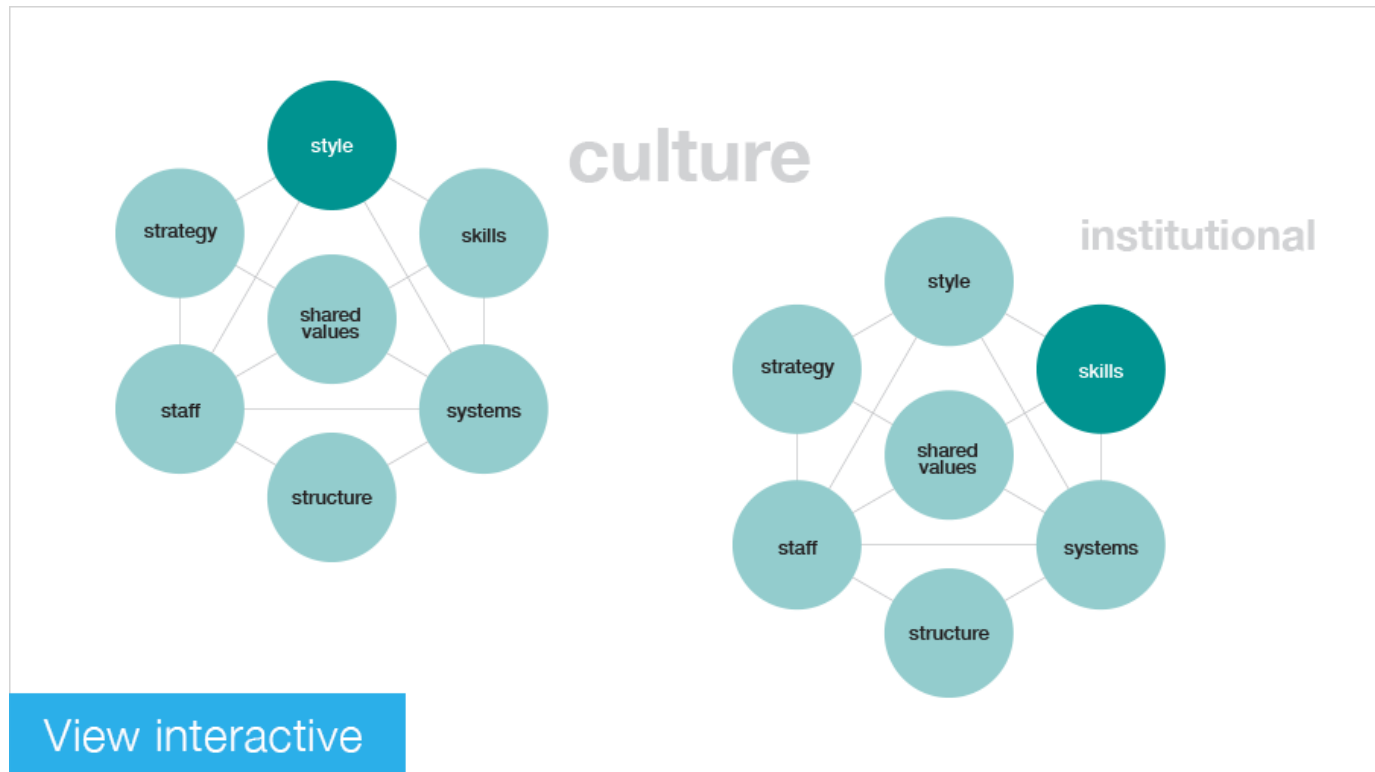 style
culture
strategy
skills
shared
values
staff
systems
structure
institutional
style
strategy
skills
shared
values
staff
systems
structure
View interactive